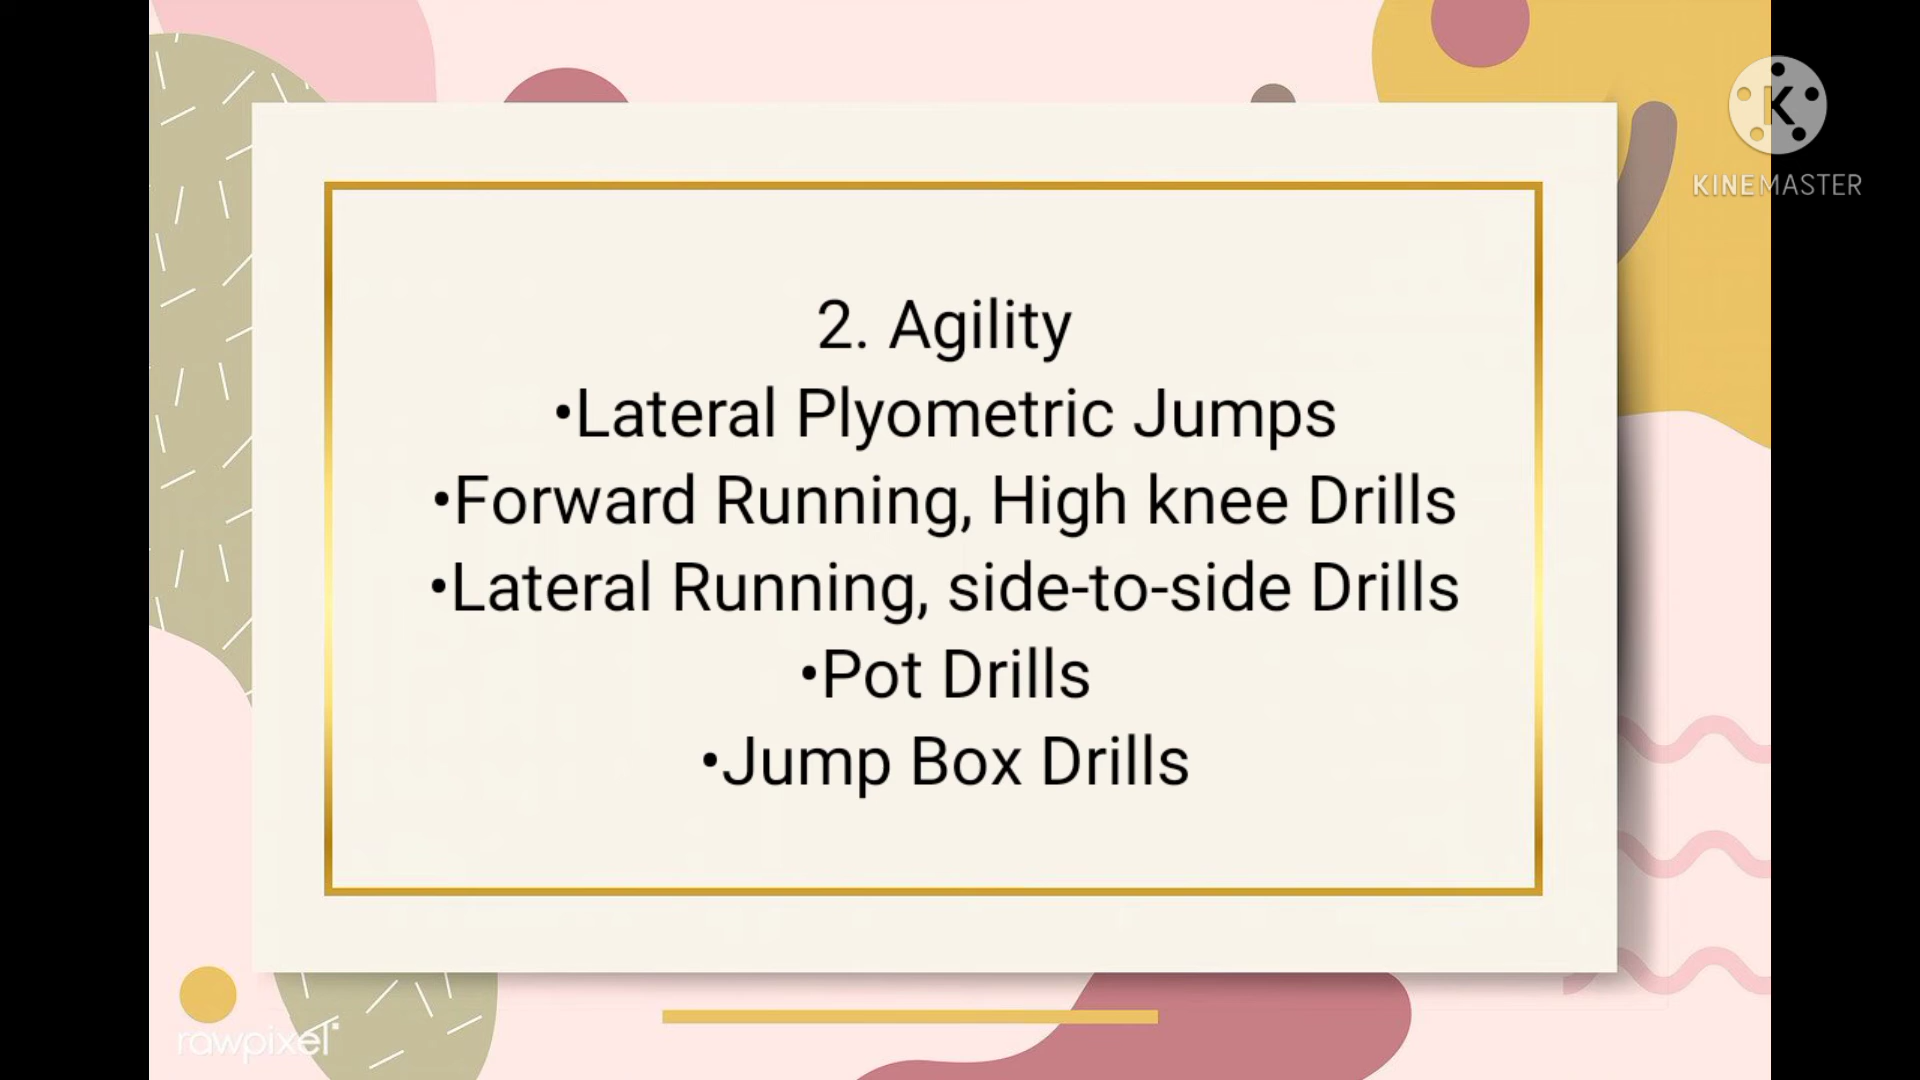 K
KINEMASTER
2. Agility
•Lateral Plyometric Jumps
•Forward Running, High knee Drills
•Lateral Running, side-to-side Drills
•Pot Drills
•Jump Box Drills
rawpixel